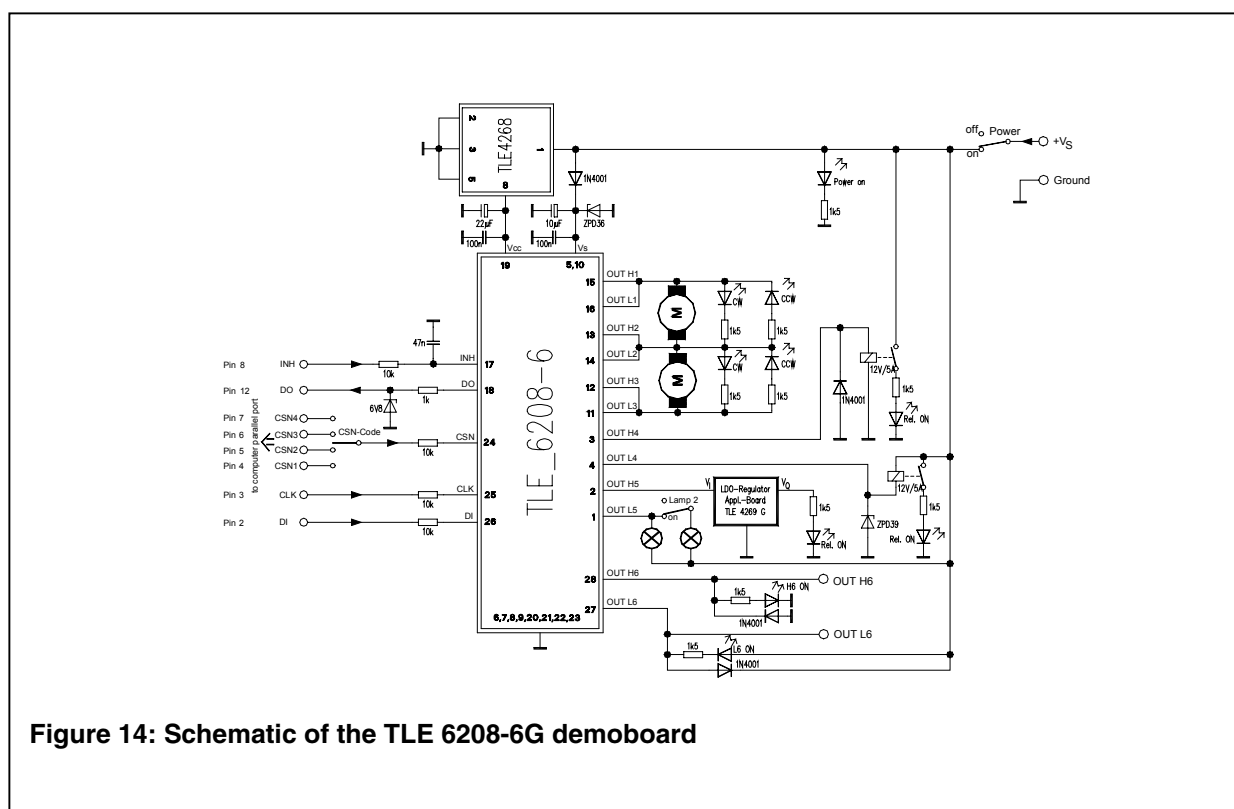 off
Power
on
+VS
Ground
2
3
5
TLE4268
1
8
1N4001
Power on
1k5
22µF
100n
10µF
100n
ZPD36
Vcc
Vs
19
5,10
TLE_6208-6
15
OUT H1
16
OUT L1
13
OUT H2
14
OUT L2
12
OUT H3
11
OUT L3
3
OUT H4
4
OUT L4
2
OUT H5
1
OUT L5
28
OUT H6
27
OUT L6
6,7,8,9,20,21,22,23
M
CW
CCW
1k5
1k5
M
CW
CCW
1k5
1k5
1N4001
12V/5A
1k5
Rel. ON
12V/5A
1k5
Rel. ON
ZPD39
VI
LDO-Regulator
Appl.-Board
TLE 4269 G
VQ
1k5
Rel. ON
Lamp 2
on
OUT H6
1k5
H6 ON
1N4001
OUT L6
1k5
L6 ON
1N4001
47n
Pin 8
INH
10k
INH
17
Pin 12
DO
6V8
1k
DO
18
Pin 7
CSN4
Pin 6
CSN3
CSN-Code
Pin 5
CSN2
Pin 4
CSN1
10k
CSN
24
to computer parallel port
Pin 3
CLK
10k
CLK
25
Pin 2
DI
10k
DI
26
Figure 14: Schematic of the TLE 6208-6G demoboard